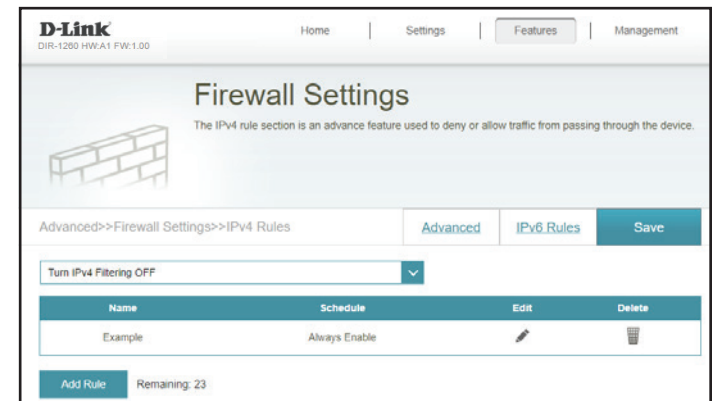 D-Link
DIR-1260 HW:A1 FW:1.00
Home | Settings | Features | Management
Firewall Settings
The IPv4 rule section is an advance feature used to deny or allow traffic from passing through the device.
Advanced>>Firewall Settings>>IPv4 Rules Advanced IPv6 Rules Save
Turn IPv4 Filtering OFF
Name Schedule Edit Delete
Example Always Enable
Add Rule Remaining: 23